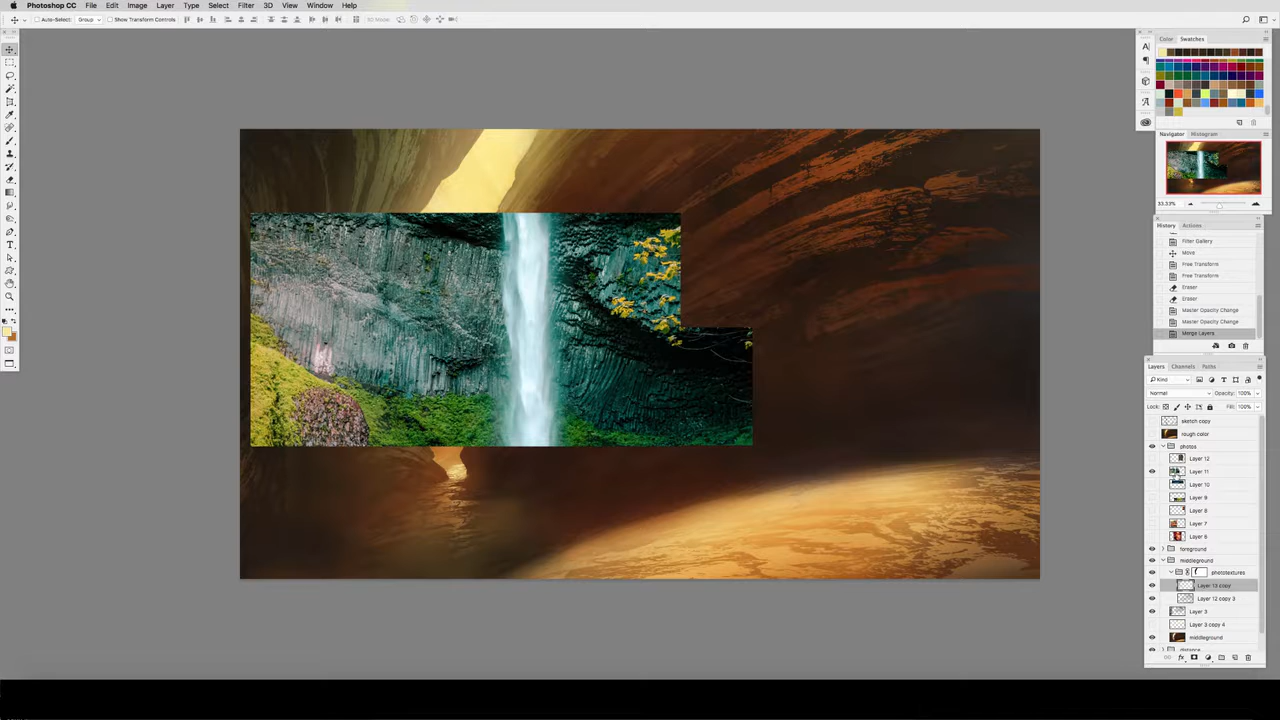 Photoshop CC File Edit Image Layer Type Select Filter 3D View Window Help
Auto-Select: Group Show Transform Controls 3D Mode:
Color Swatches
Navigator Histogram
33.33%
History Actions
Filter Gallery
Move
Free Transform
Free Transform
Eraser
Eraser
Master Opacity Change
Master Opacity Change
Merge Layers
Layers Channels Paths
Kind
Normal Opacity: 100%
Lock: Fill: 100%
sketch copy
rough color
photos
Layer 12
Layer 11
Layer 10
Layer 9
Layer 8
Layer 7
Layer 6
foreground
middleground
phototextures
Layer 13 copy
Layer 12 copy 3
Layer 3
Layer 3 copy 4
middleground
distance